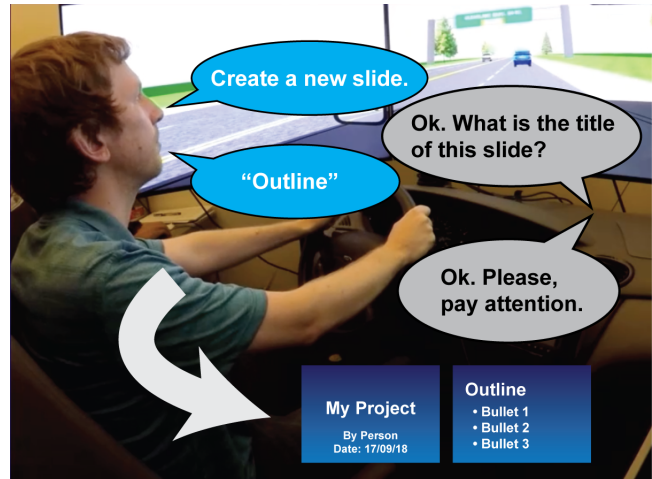 Create a new slide.
Ok. What is the title
of this slide?
“Outline”
Ok. Please,
pay attention.
My Project
By Person
Date: 17/09/18
Outline
• Bullet 1
• Bullet 2
• Bullet 3